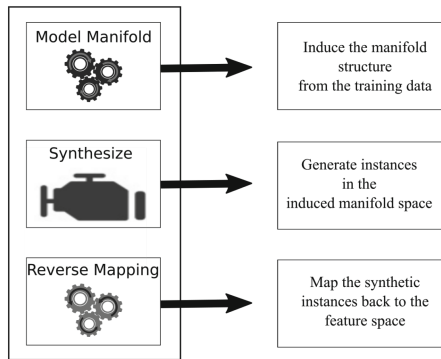 Model Manifold
Induce the manifold
structure
from the training data
Synthesize
Generate instances
in the
induced manifold space
Reverse Mapping
Map the synthetic
instances back to the
feature space